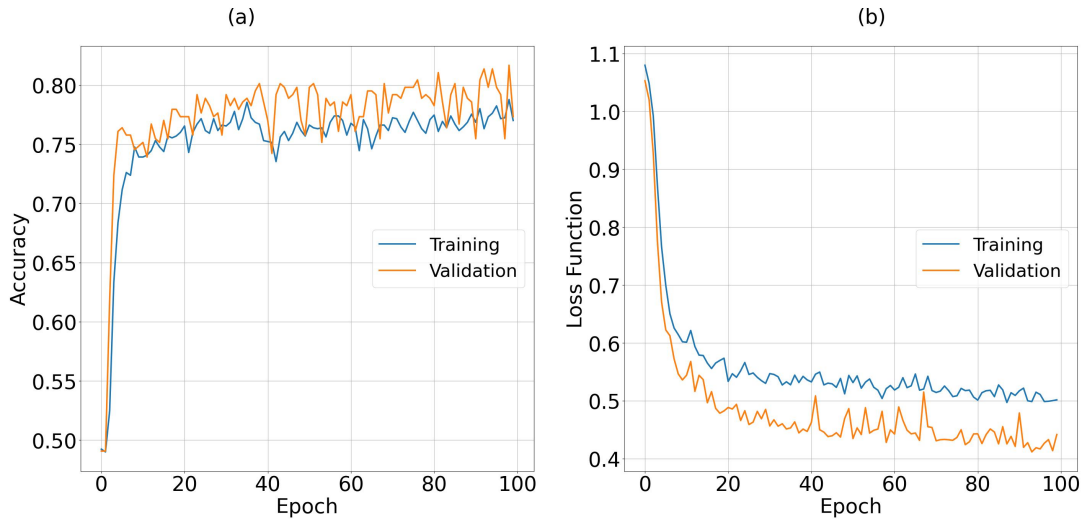 (a)
0.80
0.75
0.70
0.65
0.60
0.55
0.50
Accuracy
Training
Validation
0 20 40 60 80 100
Epoch
(b)
1.1
1.0
0.9
0.8
0.7
0.6
0.5
0.4
Loss Function
Training
Validation
0 20 40 60 80 100
Epoch